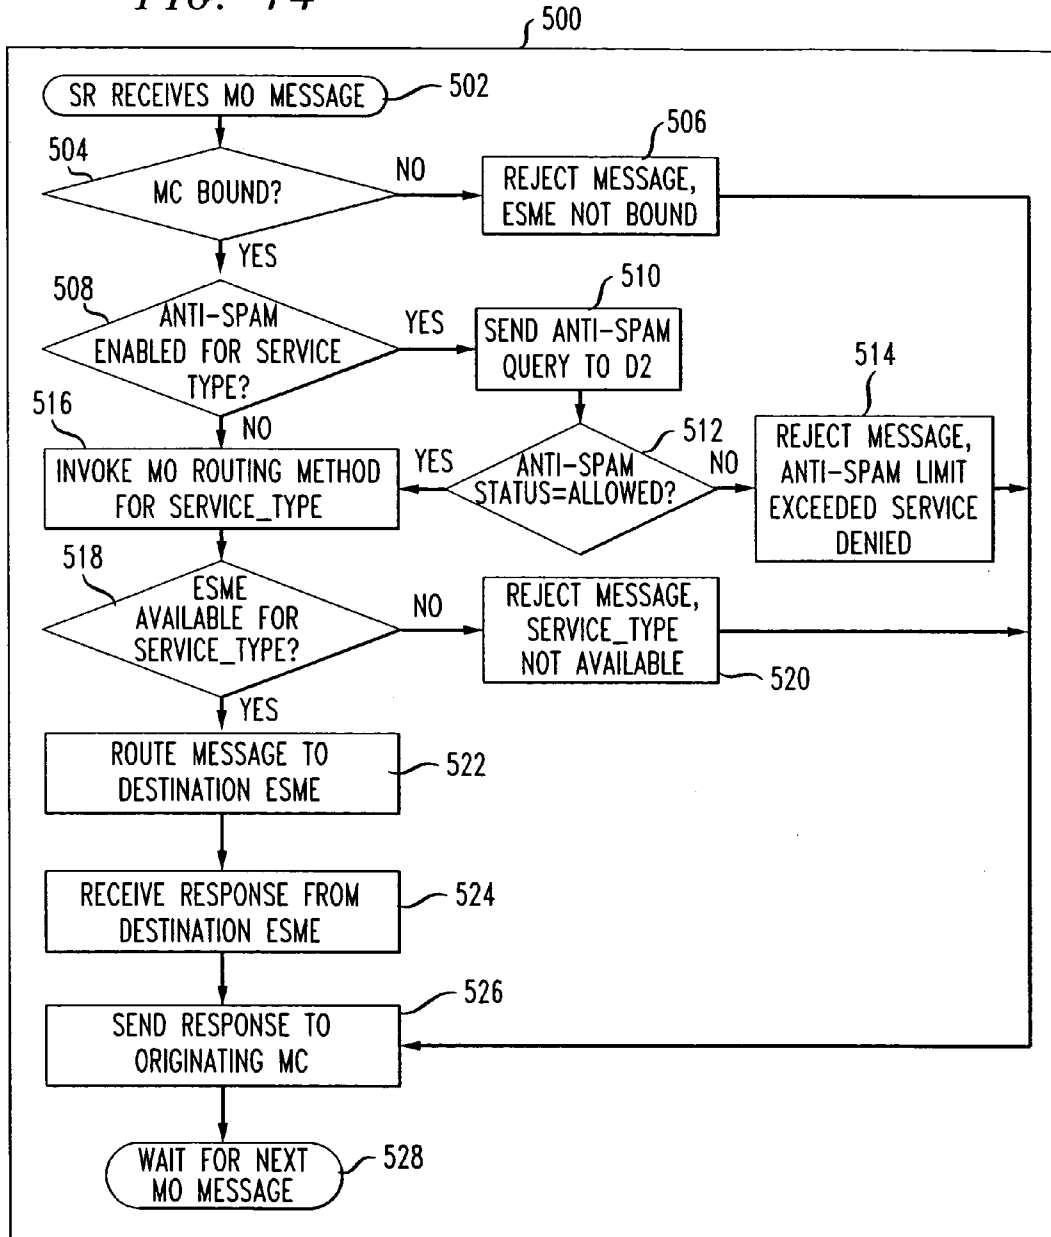 500
SR RECEIVES MO MESSAGE
502
504
MC BOUND?
NO
506
REJECT MESSAGE,
ESME NOT BOUND
YES
508
ANTI-SPAM
ENABLED FOR SERVICE
TYPE?
YES
510
SEND ANTI-SPAM
QUERY TO D2
NO
512
ANTI-SPAM
STATUS=ALLOWED?
YES
NO
514
REJECT MESSAGE,
ANTI-SPAM LIMIT
EXCEEDED SERVICE
DENIED
516
INVOKE MO ROUTING METHOD
FOR SERVICE_TYPE
518
ESME
AVAILABLE FOR
SERVICE_TYPE?
NO
REJECT MESSAGE,
SERVICE_TYPE
NOT AVAILABLE
520
YES
ROUTE MESSAGE TO
DESTINATION ESME
522
RECEIVE RESPONSE FROM
DESTINATION ESME
524
526
SEND RESPONSE TO
ORIGINATING MC
WAIT FOR NEXT
MO MESSAGE
528